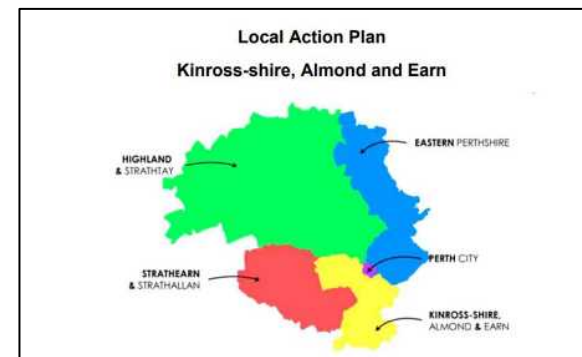 Local Action Plan
Kinross-shire, Almond and Earn
HIGHLAND
& STRATHTAY
EASTERN PERTHSHIRE
PERTH CITY
STRATHEARN
& STRATHALLAN
KINROSS-SHIRE,
ALMOND & EARN